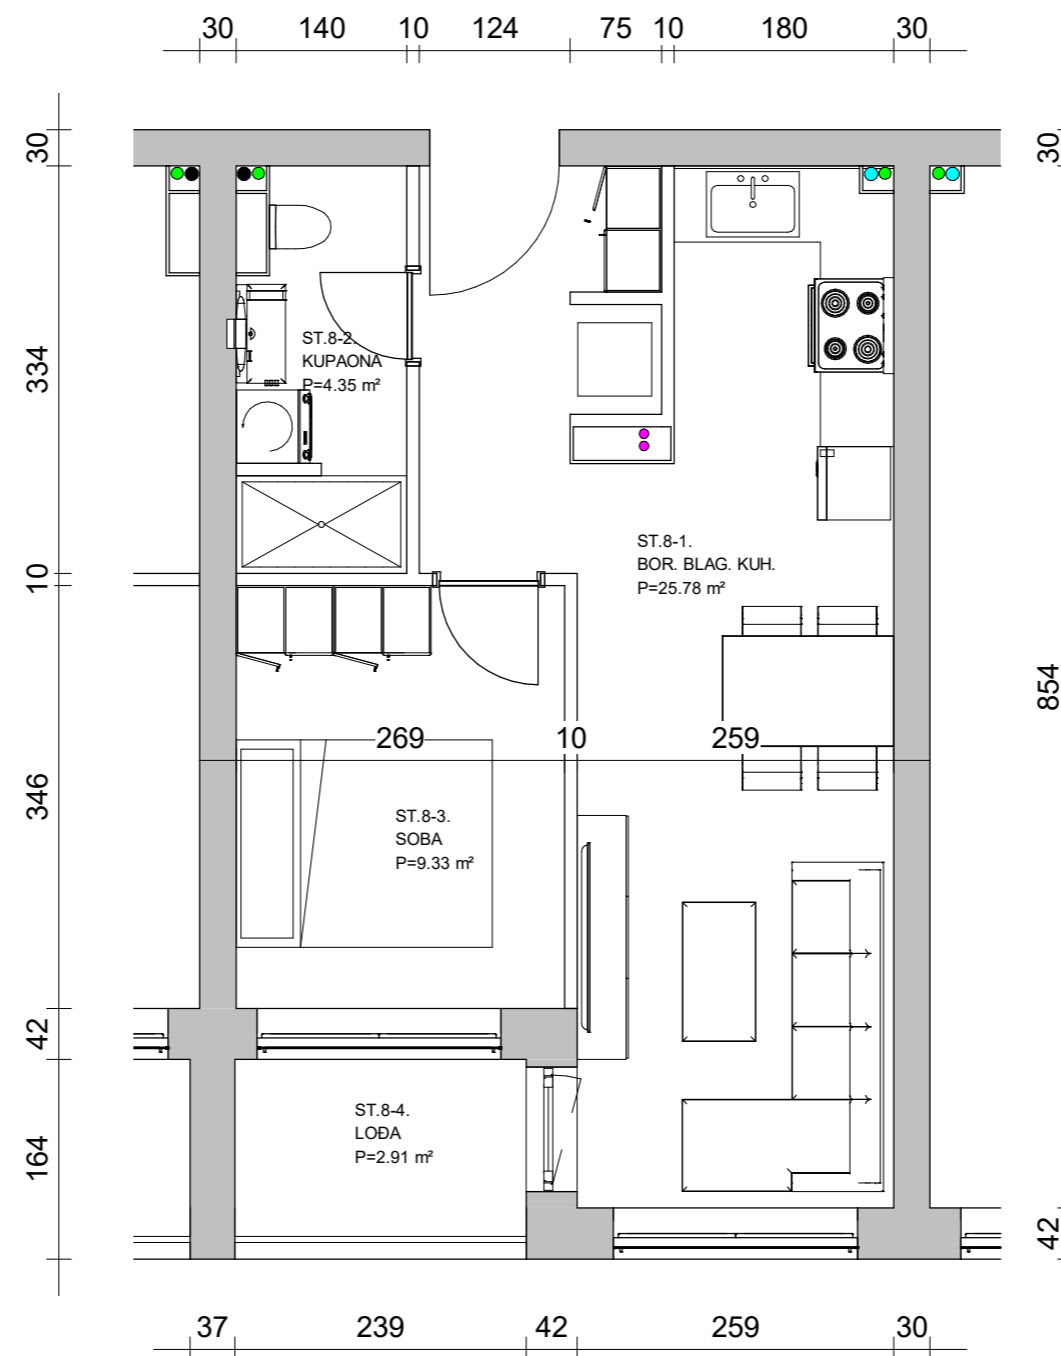 30 140 10 124 75 10 180 30
30
30
334
ST.8-2.
KUPAONA
P=4.35 m²
ST.8-1.
BOR. BLAG. KUH.
P=25.78 m²
10
854
269 10 259
346
ST.8-3.
SOBA
P=9.33 m²
42
ST.8-4.
LOĐA
P=2.91 m²
164
42
37 239 42 259 30